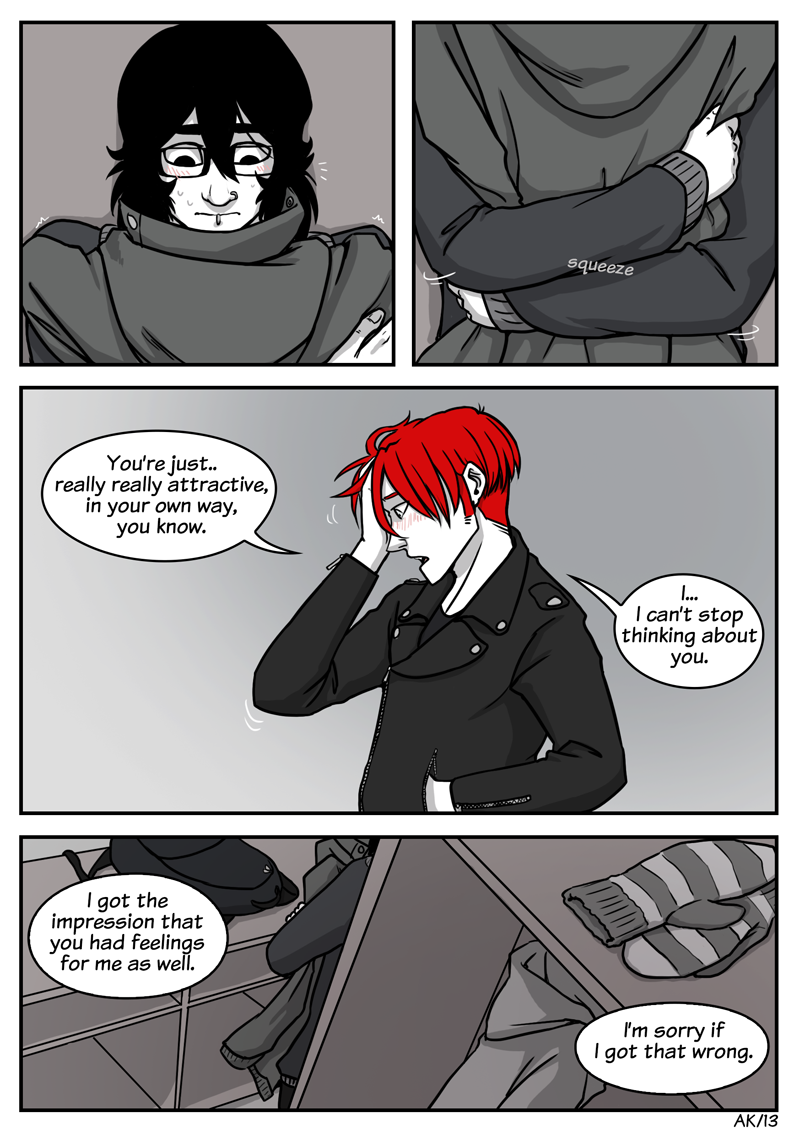 squeeze
You're just..
really really attractive,
in your own way,
you know.
I...
I can't stop
thinking about
you.
I got the
impression that
you had feelings
for me as well.
I'm sorry if
I got that wrong.
AK/13